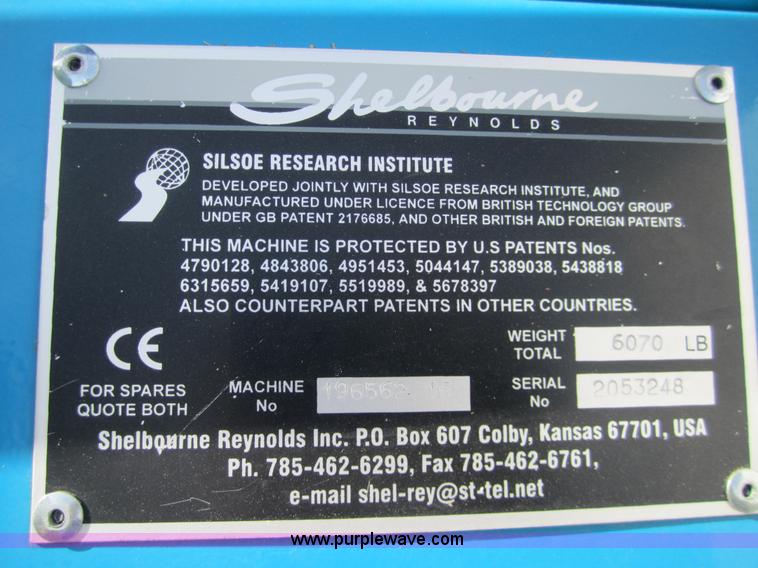 Shelbourne
REYNOLDS
SILSOE RESEARCH INSTITUTE
DEVELOPED JOINTLY WITH SILSOE RESEARCH INSTITUTE, AND
MANUFACTURED UNDER LICENCE FROM BRITISH TECHNOLOGY GROUP
UNDER GB PATENT 2176685, AND OTHER BRITISH AND FOREIGN PATENTS.
THIS MACHINE IS PROTECTED BY U.S PATENTS Nos.
4790128, 4843806, 4951453, 5044147, 5389038, 5438818
6315659, 5419107, 5519989, & 5678397
ALSO COUNTERPART PATENTS IN OTHER COUNTRIES.
CE
WEIGHT TOTAL 6070 LB
FOR SPARES
QUOTE BOTH
MACHINE No
SERIAL No 2053248
Shelbourne Reynolds Inc. P.O. Box 607 Colby, Kansas 67701, USA
Ph. 785-462-6299, Fax 785-462-6761,
e-mail shel-rey@st-tel.net
www.purplewave.com